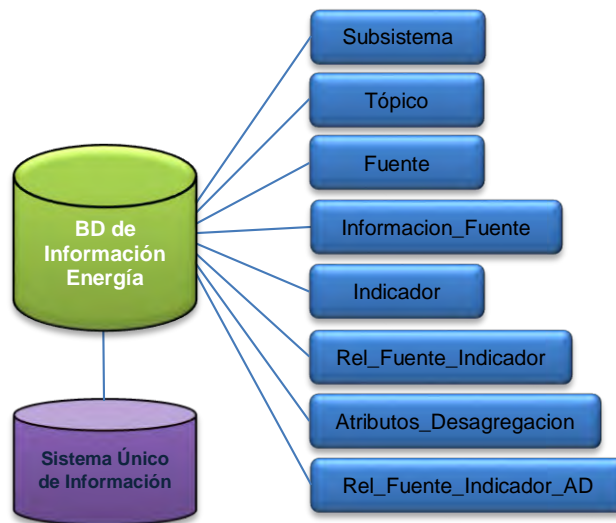 Subsistema
Tópico
Fuente
BD de
Información
Energía
Informacion_Fuente
Indicador
Rel_Fuente_Indicador
Atributos_Desagregacion
Sistema Único
de Información
Rel_Fuente_Indicador_AD